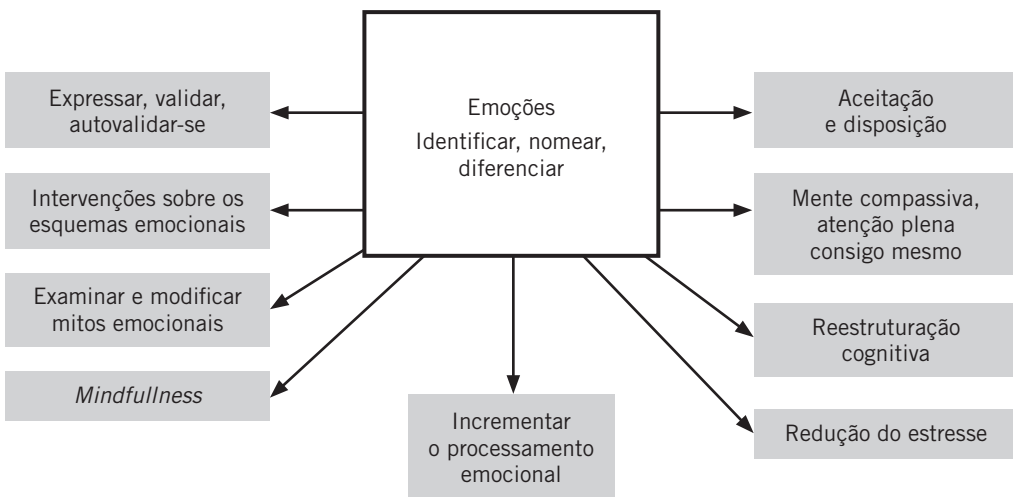 Emoções
Identificar, nomear,
diferenciar
Expressar, validar,
autovalidar-se
Intervenções sobre os
esquemas emocionais
Examinar e modificar
mitos emocionais
Mindfullness
Incrementar
o processamento
emocional
Aceitação
e disposição
Mente compassiva,
atenção plena
consigo mesmo
Reestruturação
cognitiva
Redução do estresse